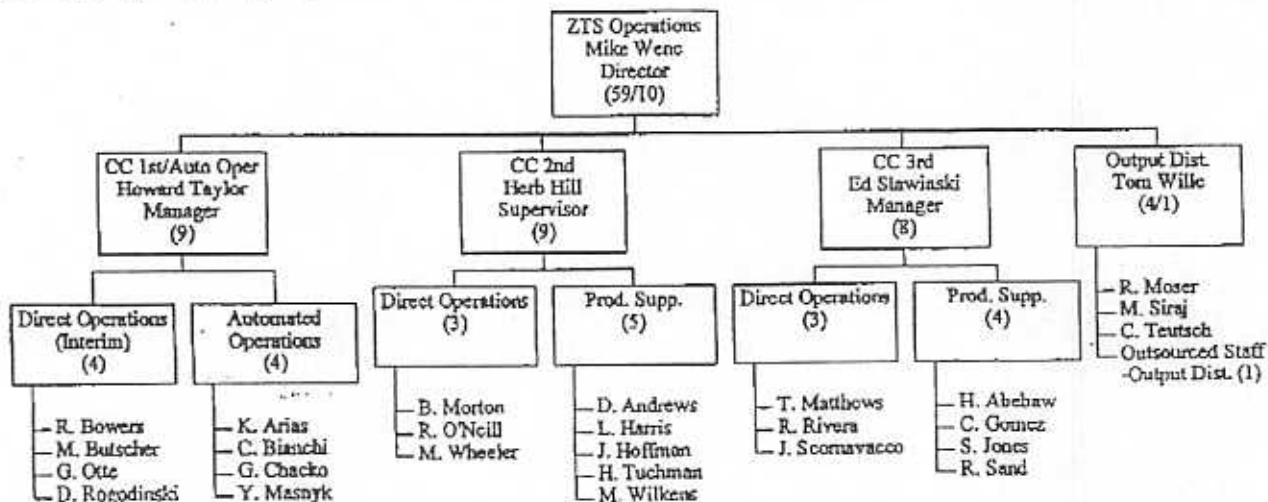 ZTS Operations
Mike Wenc
Director
(59/10)
CC 1st/Auto Oper
Howard Taylor
Manager
(9)
CC 2nd
Herb Hill
Supervisor
(9)
CC 3rd
Ed Slawinski
Manager
(8)
Output Dist.
Tom Wille
(4/1)
R. Moser
M. Siraj
C. Teutsch
Outsourced Staff
-Output Dist. (1)
Direct Operations
(Interim)
(4)
R. Bowers
M. Butscher
G. Otte
D. Rogodinski
Automated
Operations
(4)
K. Arias
C. Bianchi
G. Chacko
Y. Masnyk
Direct Operations
(3)
B. Morton
R. O'Neill
M. Wheeler
Prod. Supp.
(5)
D. Andrews
L. Harris
J. Hoffman
H. Tuchman
M. Wilkens
Direct Operations
(3)
T. Matthows
R. Rivera
J. Scornavacco
Prod. Supp.
(4)
H. Abebaw
C. Gomez
S. Jones
R. Sand